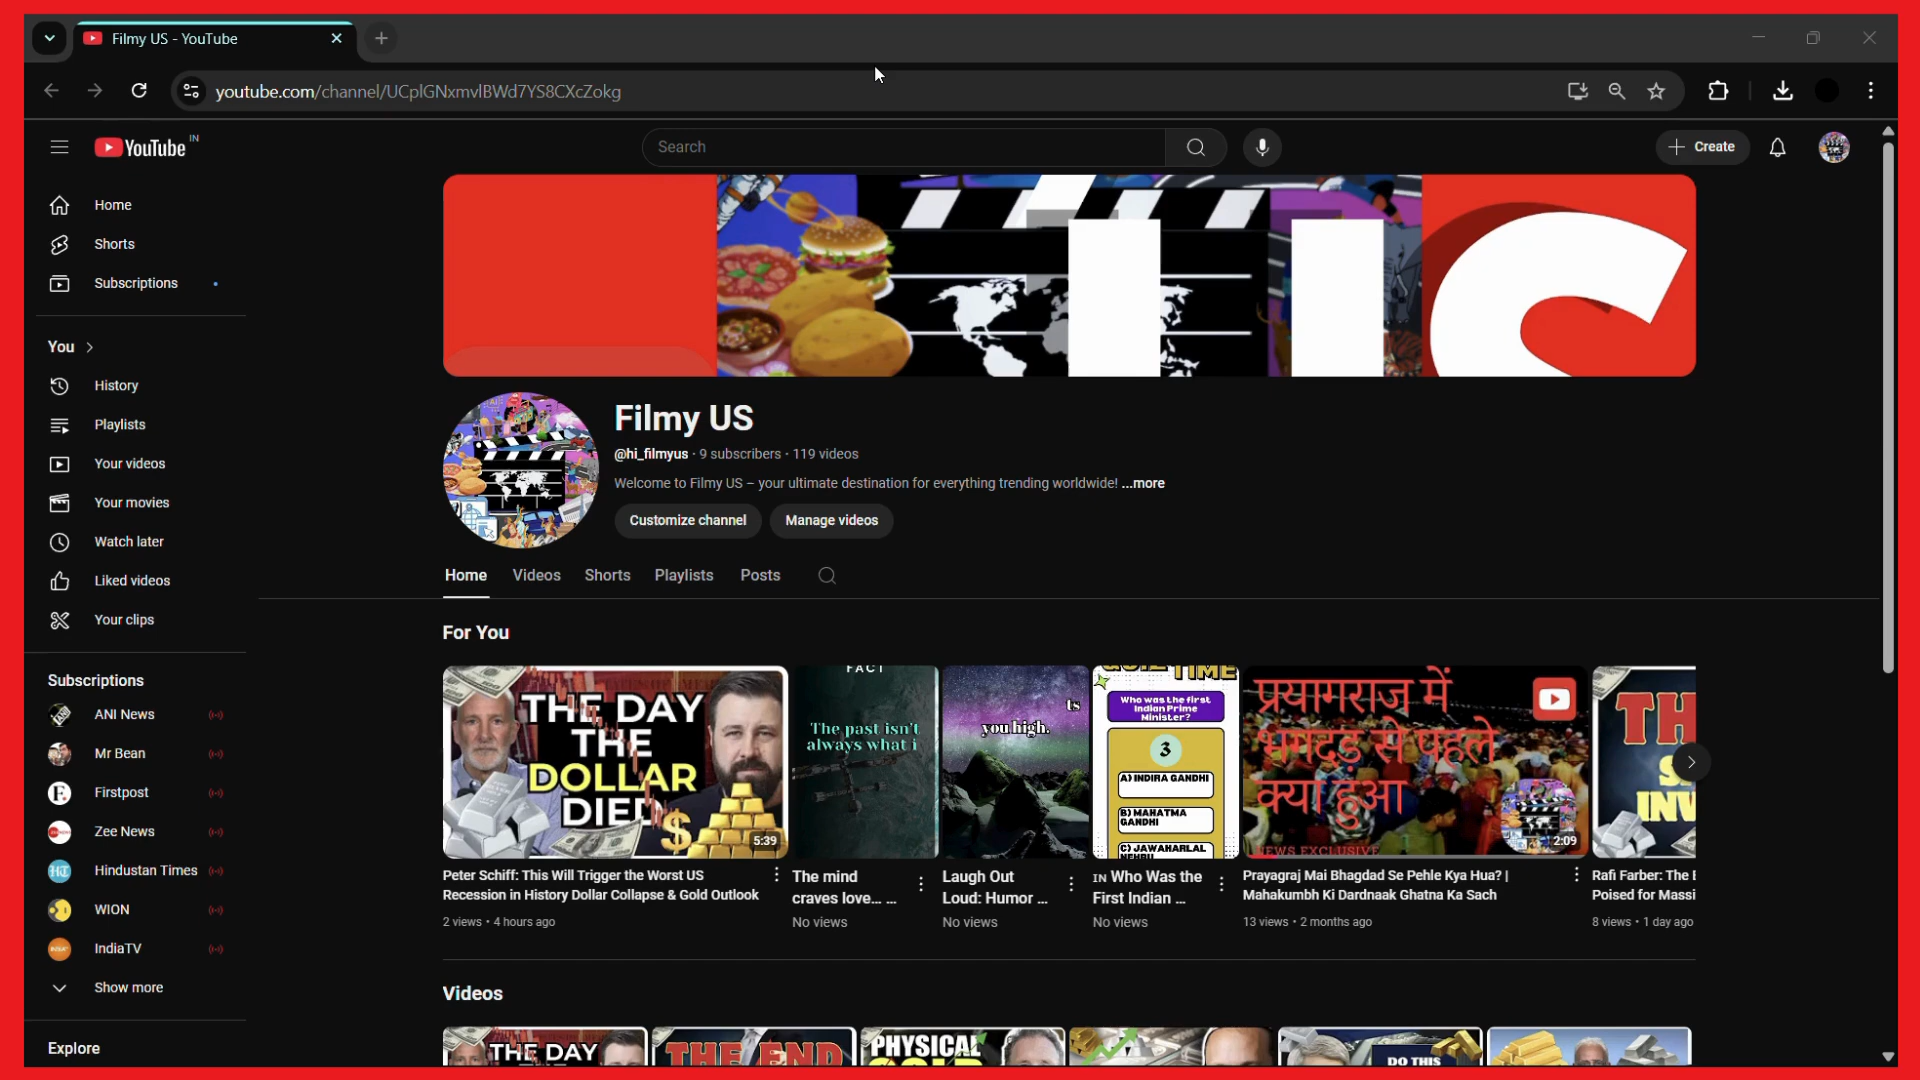 Filmy US - YouTube
youtube.com/channel/UCplGNxmvlBWd7YS8CXcZokg
YouTube IN
Search
Create
Home
Shorts
Subscriptions
You
History
Playlists
Your videos
Your movies
Watch later
Liked videos
Your clips
Subscriptions
ANI News
Mr Bean
Firstpost
Zee News
Hindustan Times
WION
IndiaTV
Show more
Explore
Filmy US
@hi_filmyus · 9 subscribers · 119 videos
Welcome to Filmy US – your ultimate destination for everything trending worldwide! ...more
Customize channel
Manage videos
Home
Videos
Shorts
Playlists
Posts
For You
THE DAY
THE
DOLLAR
DIED
5:39
Peter Schiff: This Will Trigger the Worst US
Recession in History Dollar Collapse & Gold Outlook
2 views • 4 hours ago
FACT
The past isn't
always what i
The mind
craves love... ...
No views
ts
you high.
Laugh Out
Loud: Humor ...
No views
QUIZ TIME
Who was the first
Indian Prime
Minister?
3
A) INDIRA GANDHI
B) MAHATMA
GANDHI
C) JAWAHARLAL
NEHRU
IN Who Was the
First Indian ...
No views
प्रयागराज में
भगदड़ से पहले
क्या हुआ
NEWS EXCLUSIVE
2:09
Prayagraj Mai Bhagdad Se Pehle Kya Hua? |
Mahakumbh Ki Dardnaak Ghatna Ka Sach
13 views • 2 months ago
TH
S
INV
Rafi Farber: The E
Poised for Massi
8 views • 1 day ago
Videos
THE DAY
THE END
PHYSICAL
GOLD
DO THIS